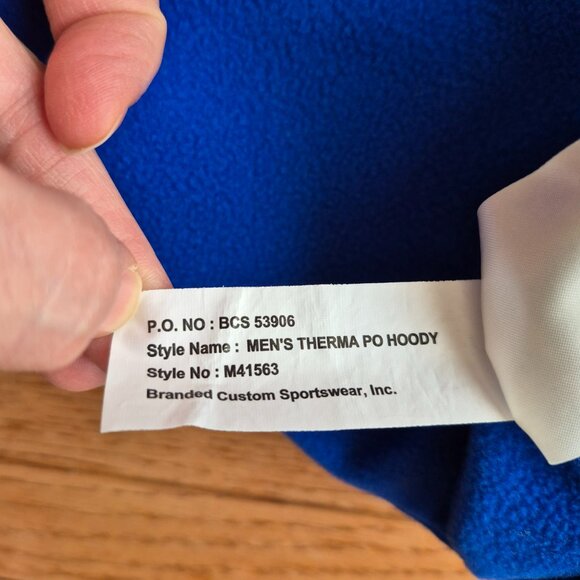 P.O. NO : BCS 53906
Style Name : MEN'S THERMA PO HOODY
Style No : M41563
Branded Custom Sportswear, Inc.